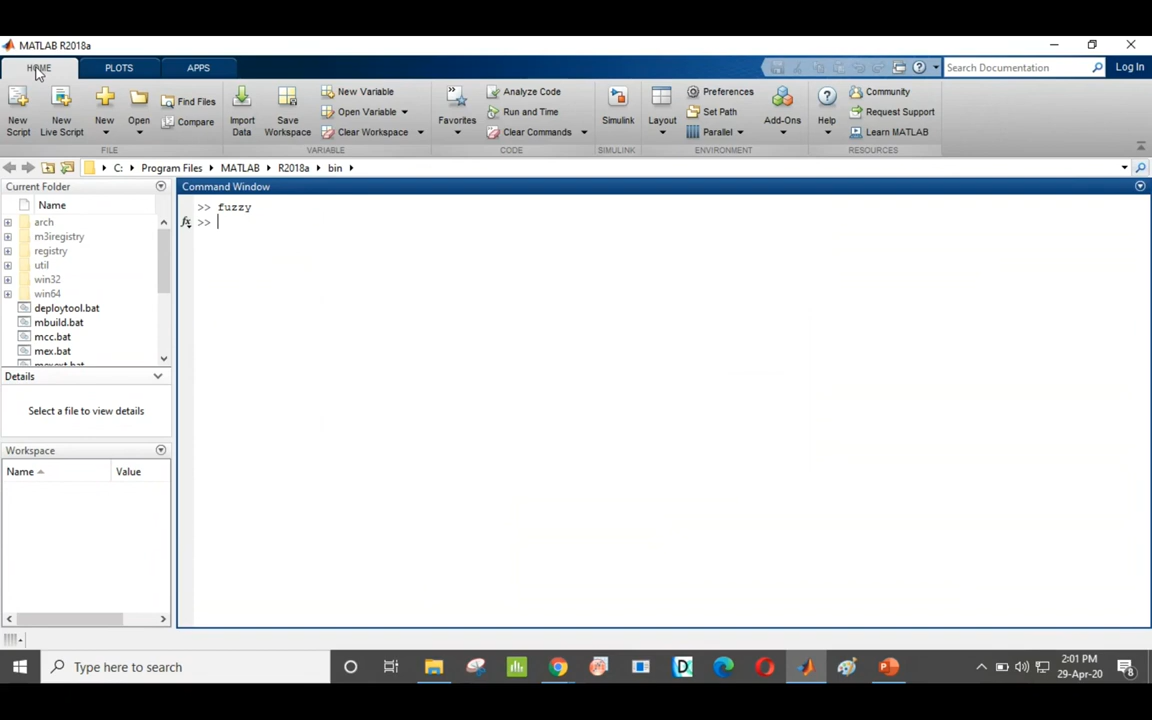 MATLAB R2018a
HOME PLOTS APPS
Search Documentation Log In
New Script
New Live Script
New
Open
Find Files
Compare
FILE
Import Data
Save Workspace
New Variable
Open Variable
Clear Workspace
VARIABLE
Favorites
Analyze Code
Run and Time
Clear Commands
CODE
Simulink
SIMULINK
Layout
Preferences
Set Path
Parallel
Add-Ons
ENVIRONMENT
Help
Community
Request Support
Learn MATLAB
RESOURCES
C: Program Files MATLAB R2018a bin
Current Folder
Name
arch
m3iregistry
registry
util
win32
win64
deploytool.bat
mbuild.bat
mcc.bat
mex.bat
mexext.bat
Details
Select a file to view details
Workspace
Name Value
Command Window
>> fuzzy
fx >>
Type here to search
2:01 PM
29-Apr-20
8